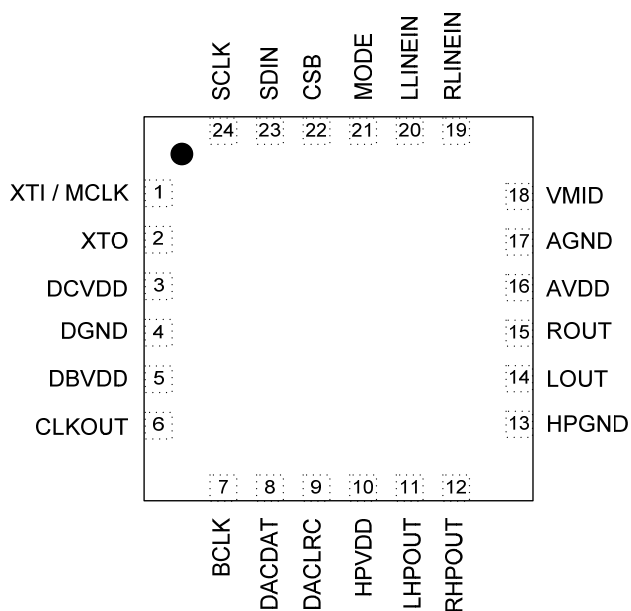 SCLK
SDIN
CSB
MODE
LLINEIN
RLINEIN
24 23 22 21 20 19
XTI / MCLK 1
XTO 2
DCVDD 3
DGND 4
DBVDD 5
CLKOUT 6
18 VMID
17 AGND
16 AVDD
15 ROUT
14 LOUT
13 HPGND
7 8 9 10 11 12
BCLK
DACDAT
DACLRC
HPVDD
LHPOUT
RHPOUT